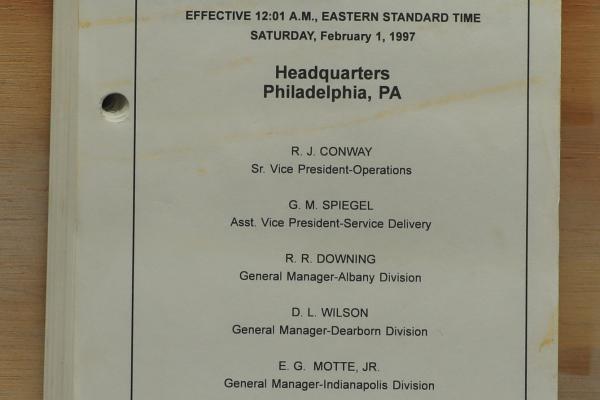 EFFECTIVE 12:01 A.M., EASTERN STANDARD TIME
SATURDAY, February 1, 1997
Headquarters
Philadelphia, PA
R. J. CONWAY
Sr. Vice President-Operations
G. M. SPIEGEL
Asst. Vice President-Service Delivery
R. R. DOWNING
General Manager-Albany Division
D. L. WILSON
General Manager-Dearborn Division
E. G. MOTTE, JR.
General Manager-Indianapolis Division